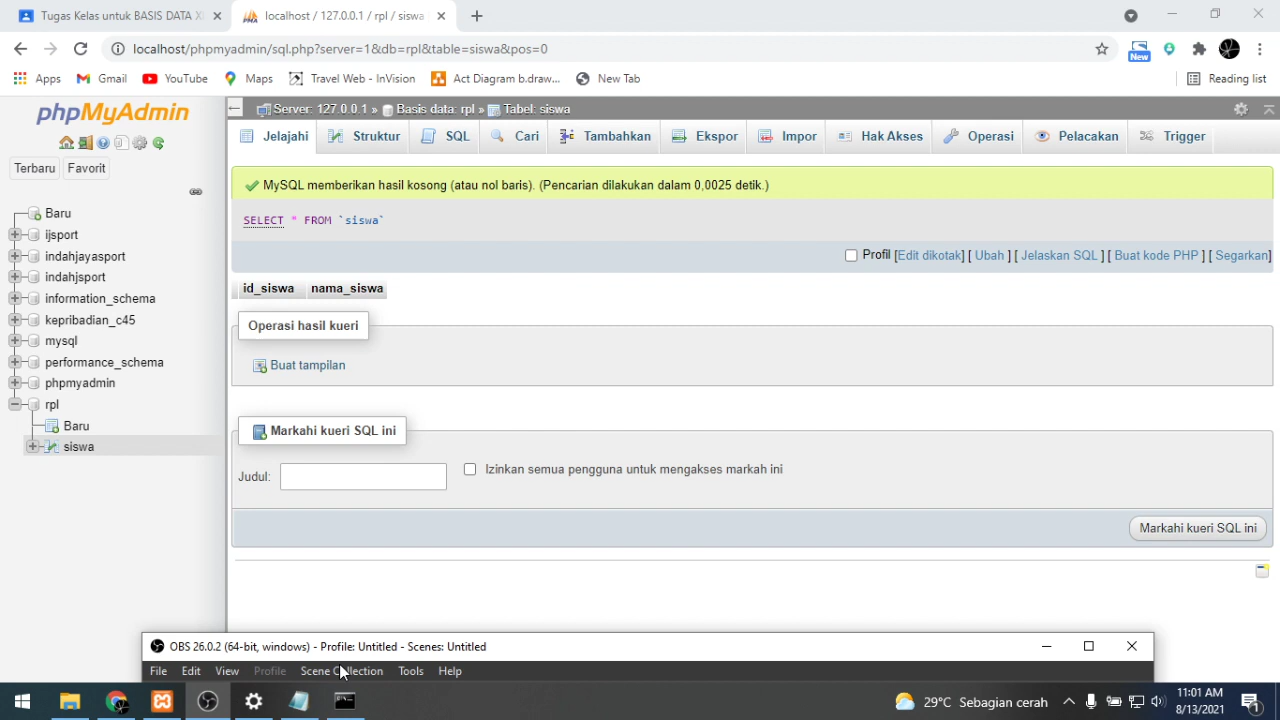 Tugas Kelas untuk BASIS DATA XI
localhost / 127.0.0.1 / rpl / siswa
localhost/phpmyadmin/sql.php?server=1&db=rpl&table=siswa&pos=0
New
Apps
Gmail
YouTube
Maps
Travel Web - InVision
Act Diagram b.draw...
New Tab
Reading list
phpMyAdmin
Terbaru
Favorit
Baru
ijsport
indahjayasport
indahjsport
information_schema
kepribadian_c45
mysql
performance_schema
phpmyadmin
rpl
Baru
siswa
Server: 127.0.0.1 » Basis data: rpl » Tabel: siswa
Jelajahi
Struktur
SQL
Cari
Tambahkan
Ekspor
Impor
Hak Akses
Operasi
Pelacakan
Trigger
MySQL memberikan hasil kosong (atau nol baris). (Pencarian dilakukan dalam 0,0025 detik.)
SELECT * FROM `siswa`
Profil [Edit dikotak] [ Ubah ] [ Jelaskan SQL ] [ Buat kode PHP ] [ Segarkan]
id_siswa nama_siswa
Operasi hasil kueri
Buat tampilan
Markahi kueri SQL ini
Judul:
Izinkan semua pengguna untuk mengakses markah ini
Markahi kueri SQL ini
OBS 26.0.2 (64-bit, windows) - Profile: Untitled - Scenes: Untitled
File Edit View Profile Scene Collection Tools Help
29°C Sebagian cerah
11:01 AM
8/13/2021
1